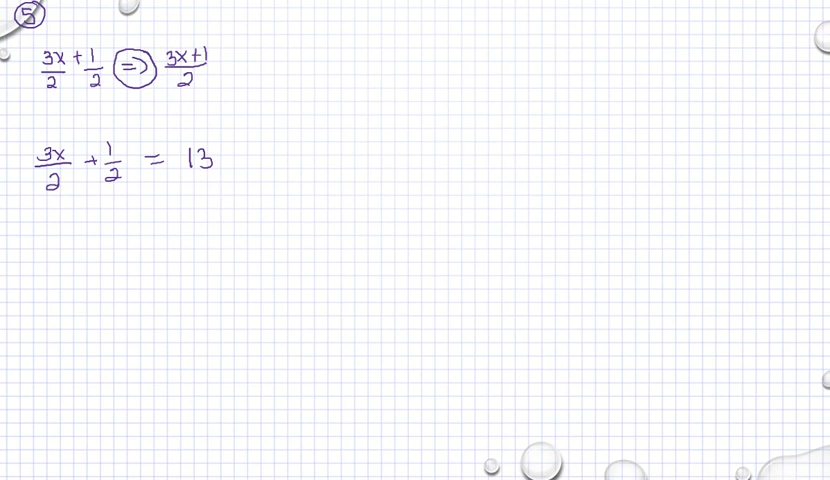 5
3x/2 + 1/2 => 3x+1/2
3x/2 + 1/2 = 13